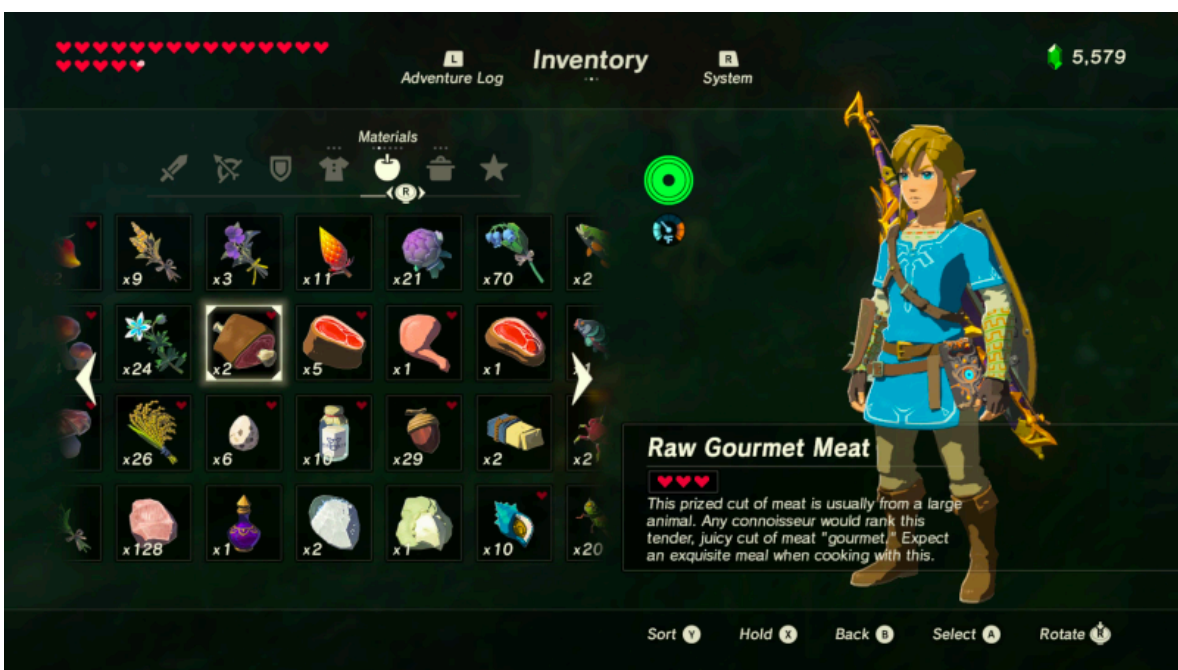 L
Adventure Log
Inventory
R
System
5,579
Materials
R
x9
x3
x11
x21
x70
x2
x24
x2
x5
x1
x1
x26
x6
x10
x29
x2
x2
x128
x1
x2
x1
x10
x20
°F
Raw Gourmet Meat
This prized cut of meat is usually from a large
animal. Any connoisseur would rank this
tender, juicy cut of meat "gourmet." Expect
an exquisite meal when cooking with this.
Sort Y
Hold X
Back B
Select A
Rotate R